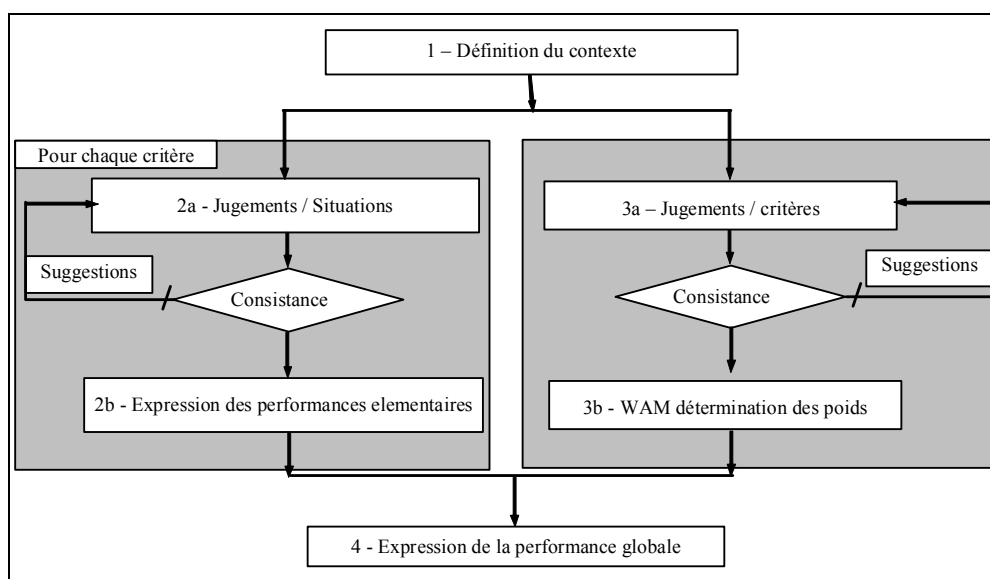 1 – Définition du contexte
Pour chaque critère
2a - Jugements / Situations
Suggestions
Consistance
2b - Expression des performances elementaires
3a – Jugements / critères
Suggestions
Consistance
3b - WAM détermination des poids
4 - Expression de la performance globale